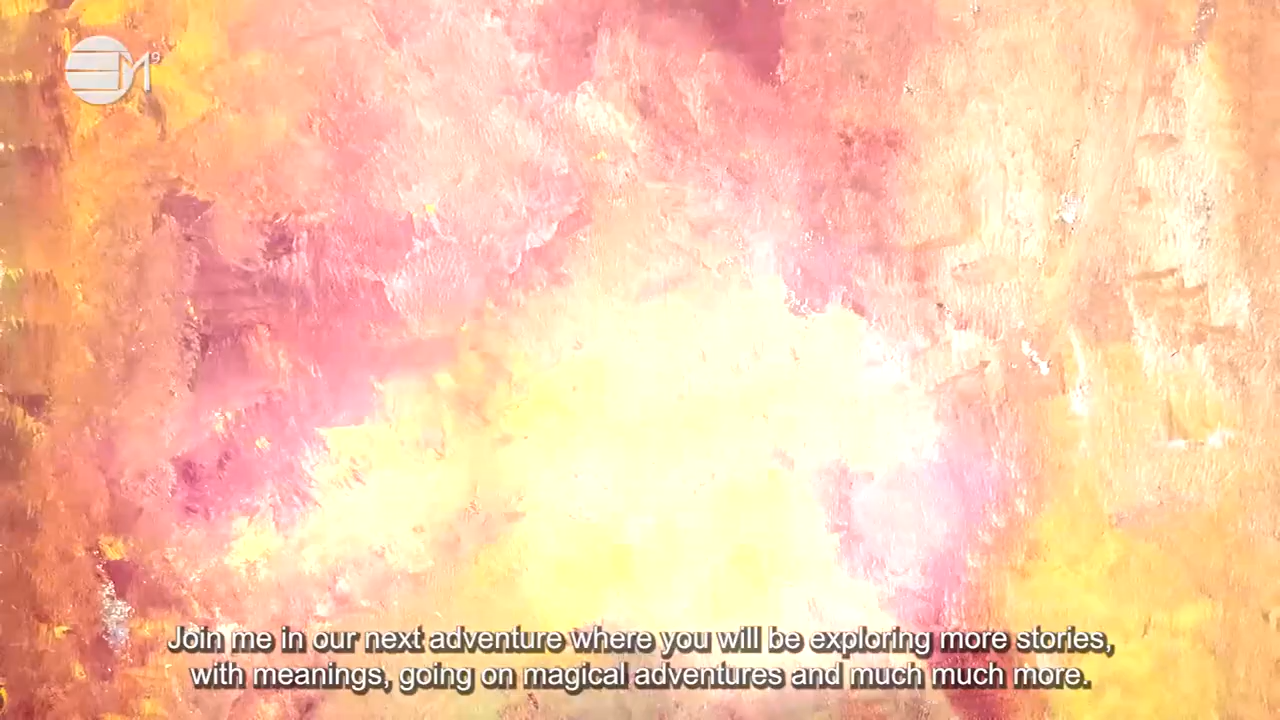 EM19
Join me in our next adventure where you will be exploring more stories,
with meanings, going on magical adventures and much much more.